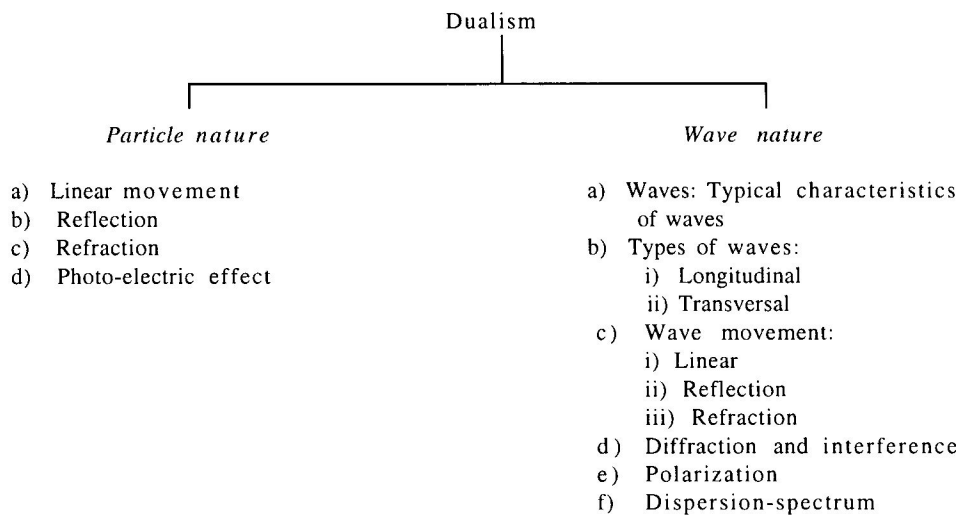 Dualism
Particle nature
a) Linear movement
b) Reflection
c) Refraction
d) Photo-electric effect
Wave nature
a) Waves: Typical characteristics
of waves
b) Types of waves:
i) Longitudinal
ii) Transversal
c) Wave movement:
i) Linear
ii) Reflection
iii) Refraction
d) Diffraction and interference
e) Polarization
f) Dispersion-spectrum